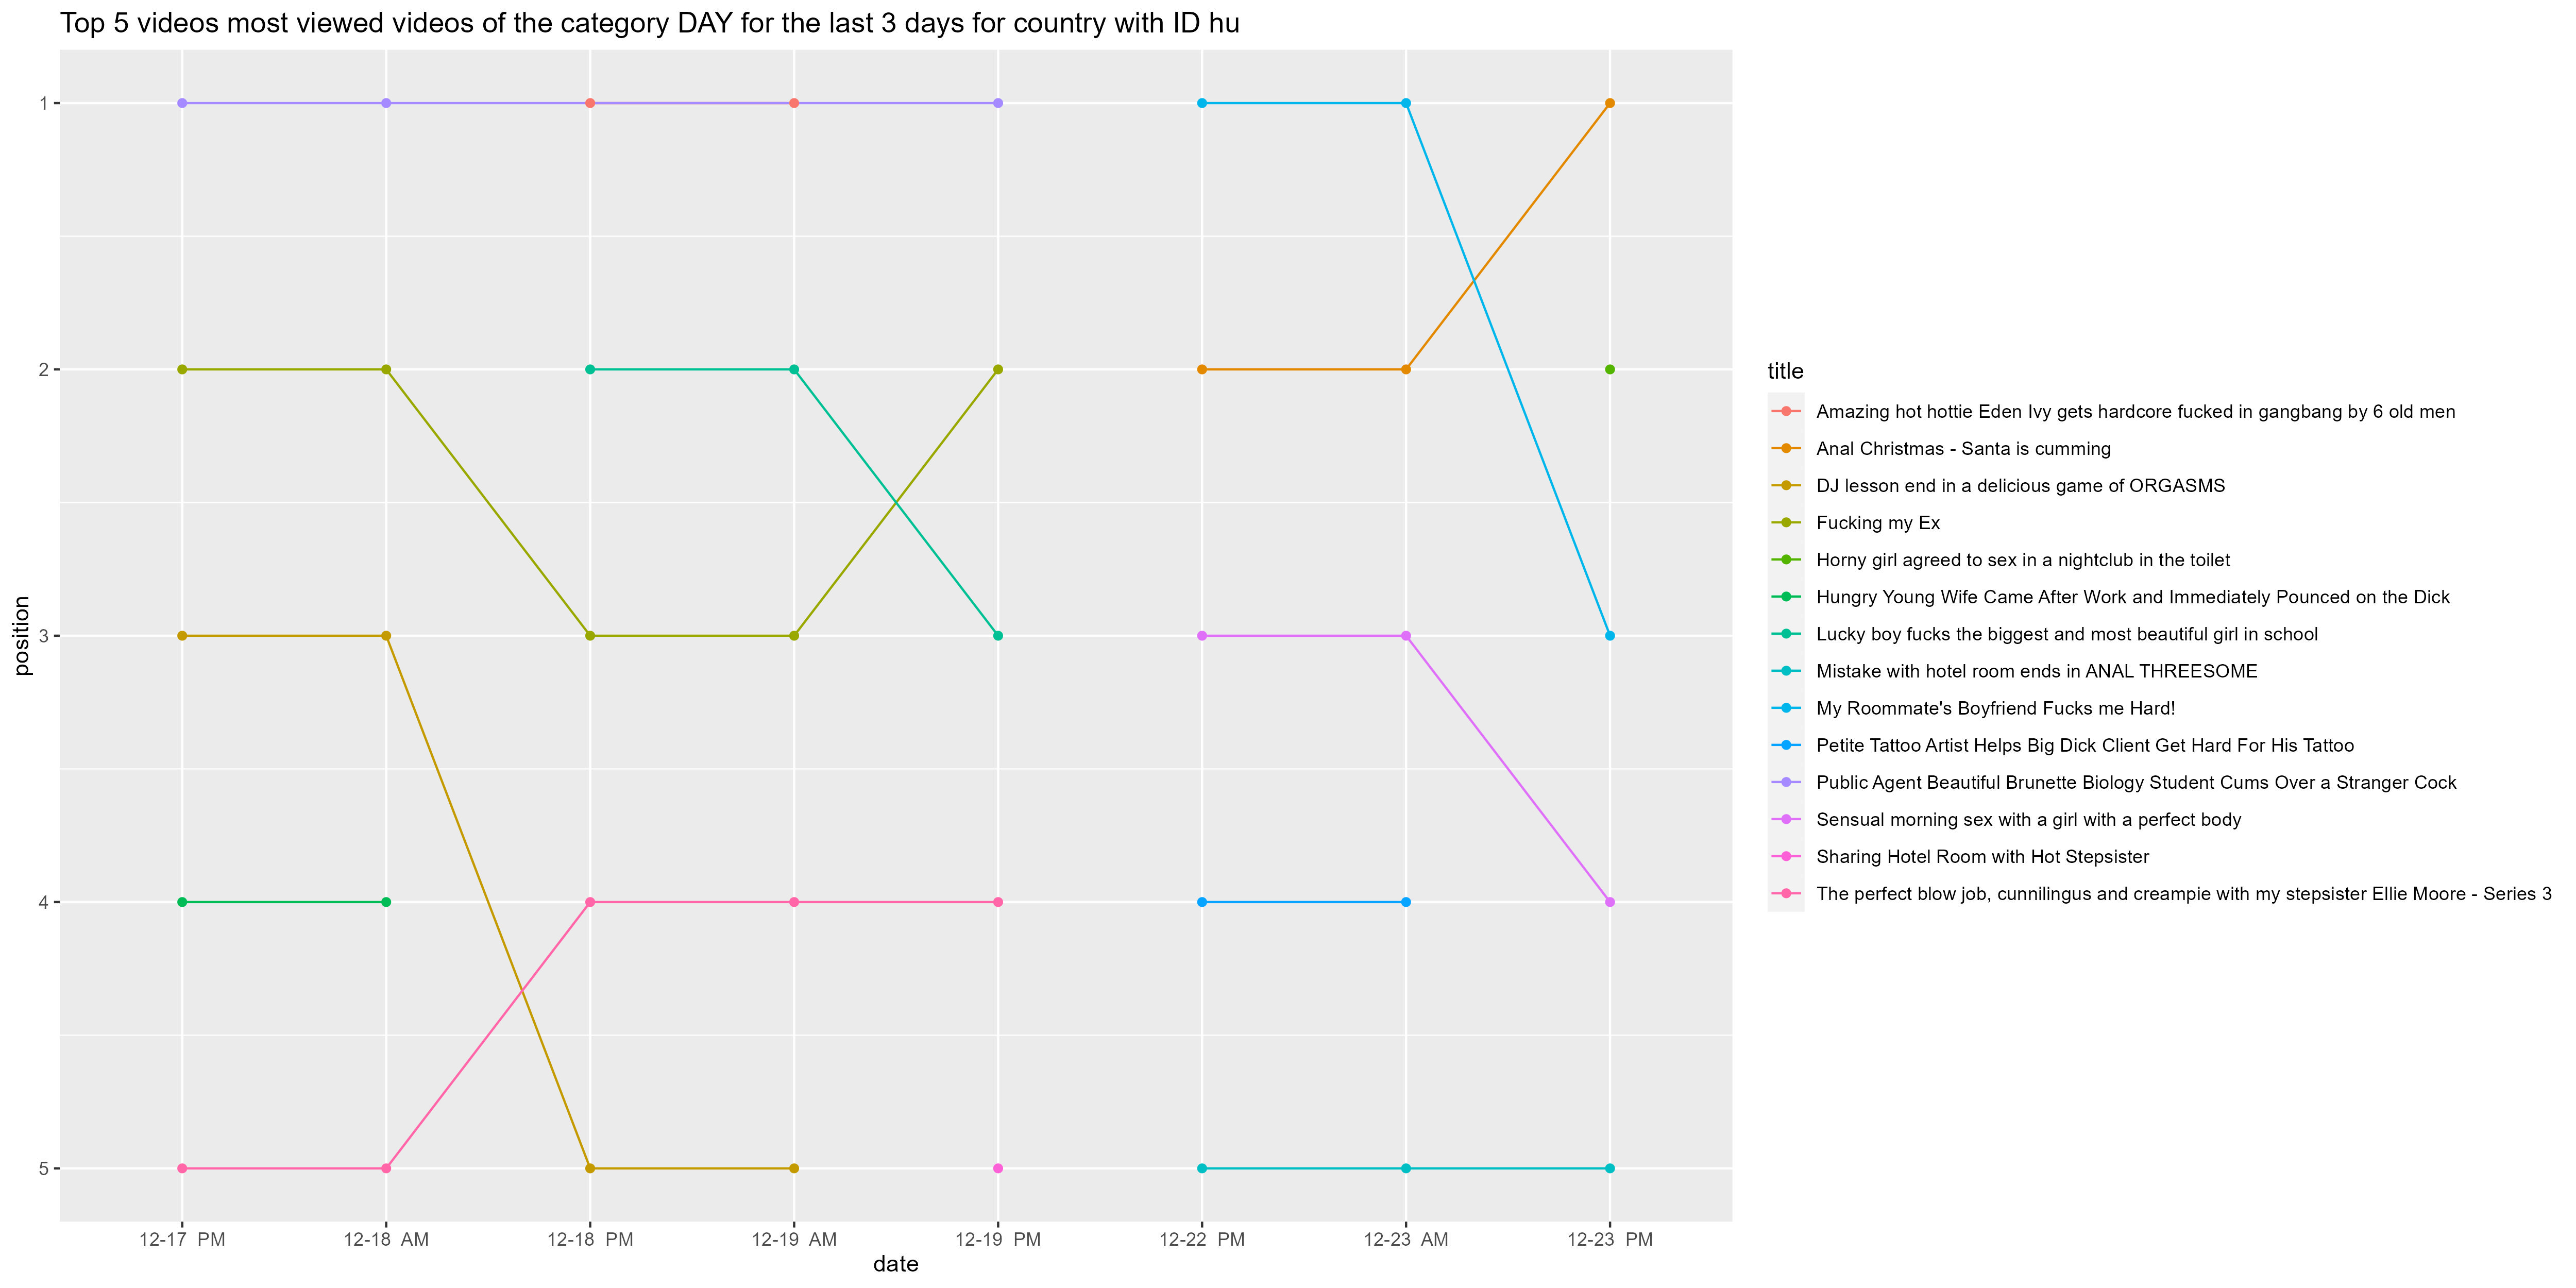 Top 5 videos most viewed videos of the category DAY for the last 3 days for country with ID hu
1
2
3
4
5
position
12-17 PM
12-18 AM
12-18 PM
12-19 AM
12-19 PM
12-22 PM
12-23 AM
12-23 PM
date
title
Amazing hot hottie Eden Ivy gets hardcore fucked in gangbang by 6 old men
Anal Christmas - Santa is cumming
DJ lesson end in a delicious game of ORGASMS
Fucking my Ex
Horny girl agreed to sex in a nightclub in the toilet
Hungry Young Wife Came After Work and Immediately Pounced on the Dick
Lucky boy fucks the biggest and most beautiful girl in school
Mistake with hotel room ends in ANAL THREESOME
My Roommate's Boyfriend Fucks me Hard!
Petite Tattoo Artist Helps Big Dick Client Get Hard For His Tattoo
Public Agent Beautiful Brunette Biology Student Cums Over a Stranger Cock
Sensual morning sex with a girl with a perfect body
Sharing Hotel Room with Hot Stepsister
The perfect blow job, cunnilingus and creampie with my stepsister Ellie Moore - Series 3